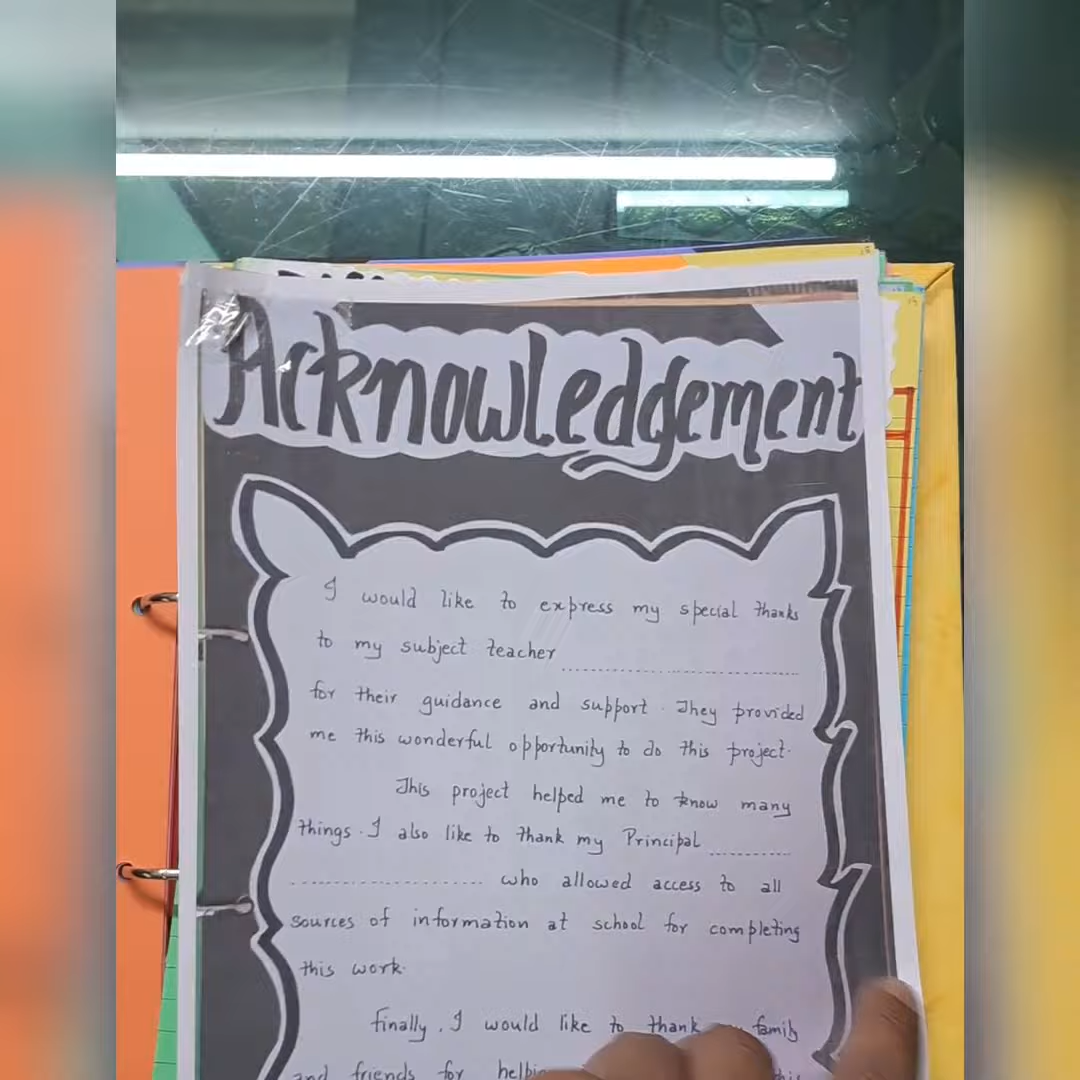 Acknowledgement
I would like to express my special thanks
to my subject teacher ..............................
for their guidance and support. They provided
me this wonderful opportunity to do this project.
This project helped me to know many
things. I also like to thank my Principal ..........
........................ who allowed access to all
sources of information at school for completing
this work.
Finally, I would like to thank family
and friends for